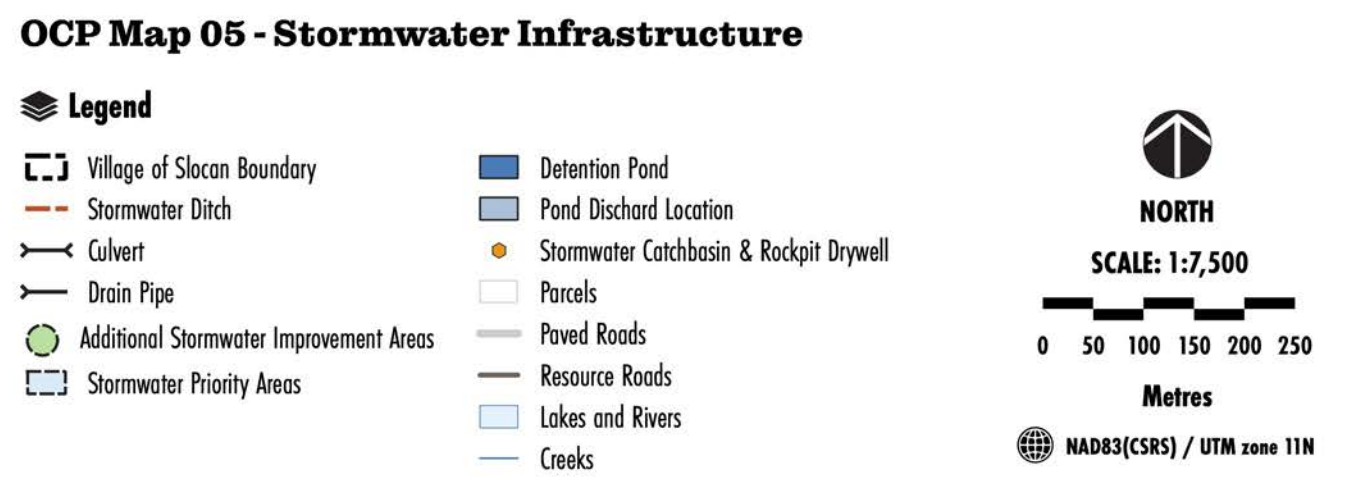 OCP Map 05 - Stormwater Infrastructure
Legend
Village of Slocan Boundary
Stormwater Ditch
Culvert
Drain Pipe
Additional Stormwater Improvement Areas
Stormwater Priority Areas
Detention Pond
Pond Dischard Location
Stormwater Catchbasin & Rockpit Drywell
Parcels
Paved Roads
Resource Roads
Lakes and Rivers
Creeks
NORTH
SCALE: 1:7,500
0 50 100 150 200 250
Metres
NAD83(CSRS) / UTM zone 11N